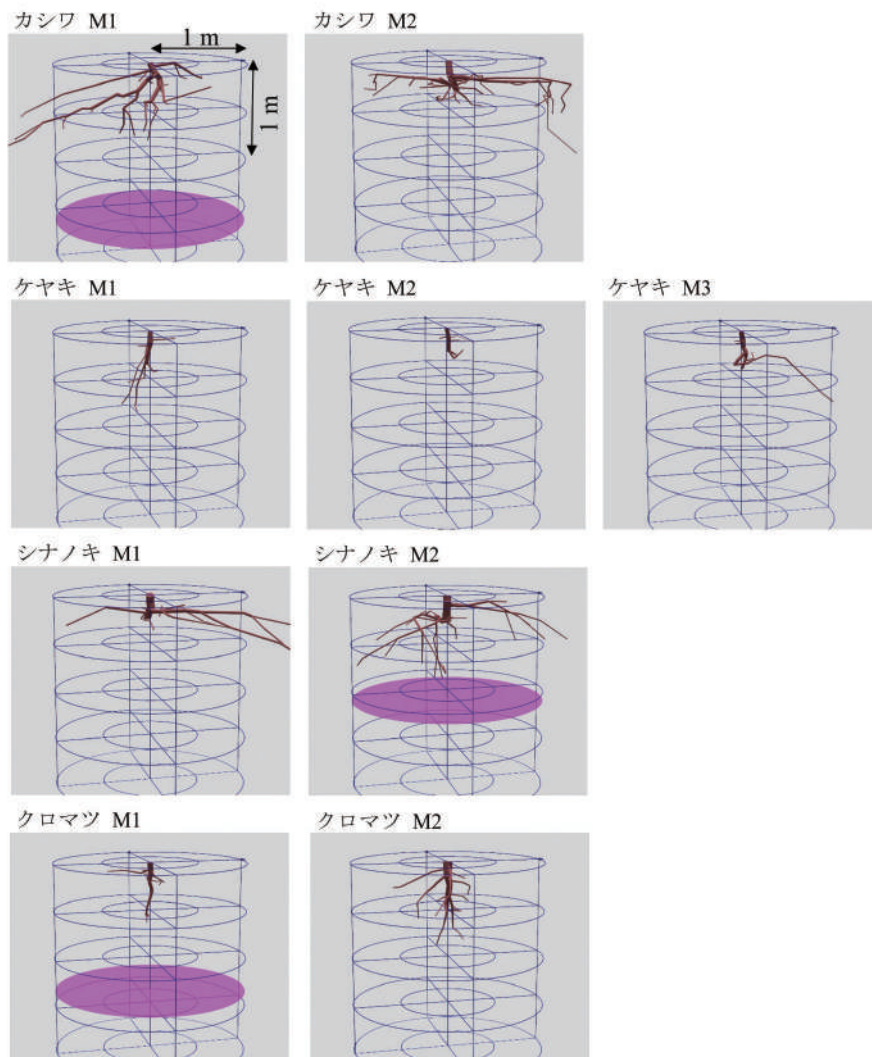 カシワ M1
カシワ M2
1 m
1 m
ケヤキ M1
ケヤキ M2
ケヤキ M3
シナノキ M1
シナノキ M2
クロマツ M1
クロマツ M2